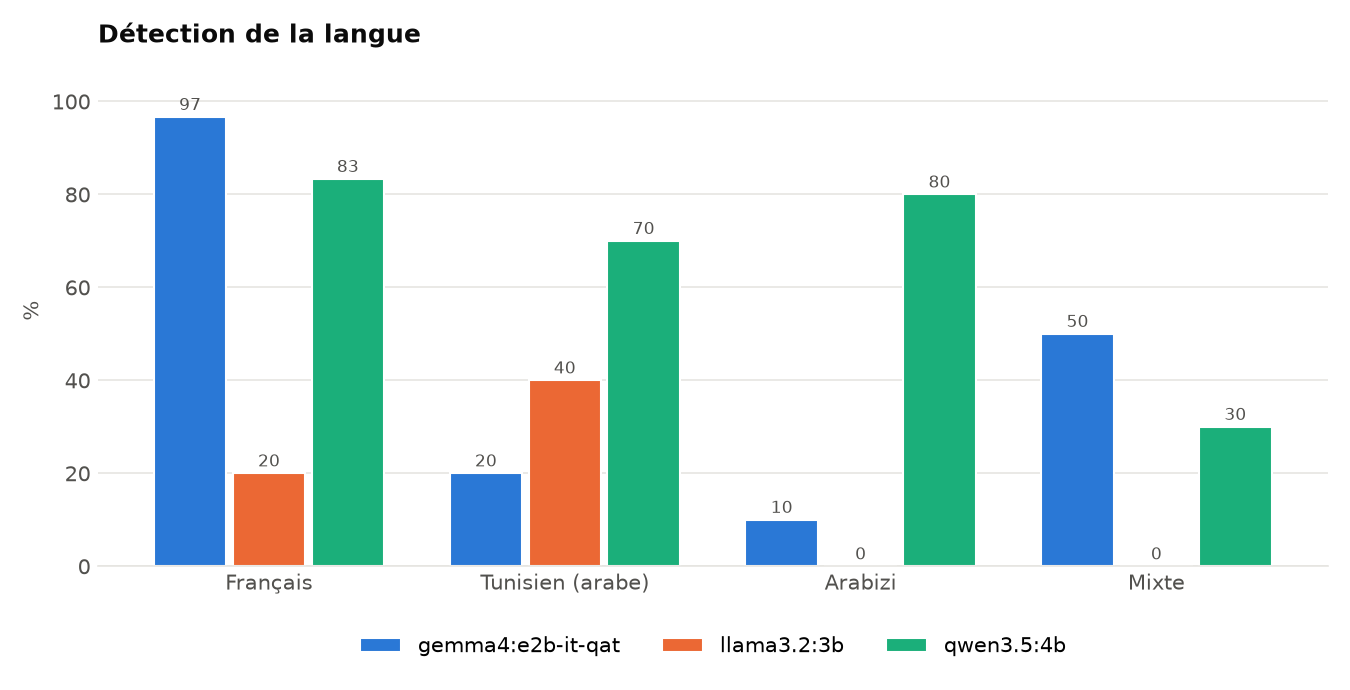 Détection de la langue
100
80
60
40
20
0
%
97
20
83
20
40
70
10
0
80
50
0
30
Français
Tunisien (arabe)
Arabizi
Mixte
gemma4:e2b-it-qat
llama3.2:3b
qwen3.5:4b